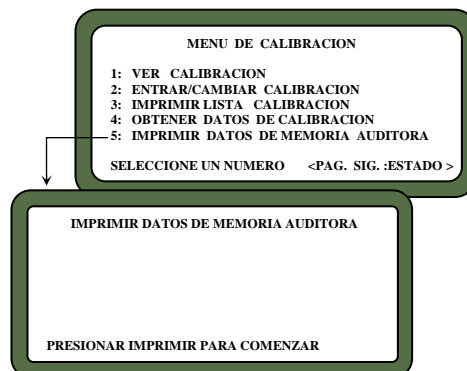 MENU DE CALIBRACION
1: VER CALIBRACION
2: ENTRAR/CAMBIAR CALIBRACION
3: IMPRIMIR LISTA CALIBRACION
4: OBTENER DATOS DE CALIBRACION
5: IMPRIMIR DATOS DE MEMORIA AUDITORA
SELECCIONE UN NUMERO <PAG. SIG. :ESTADO >
IMPRIMIR DATOS DE MEMORIA AUDITORA
PRESIONAR IMPRIMIR PARA COMENZAR